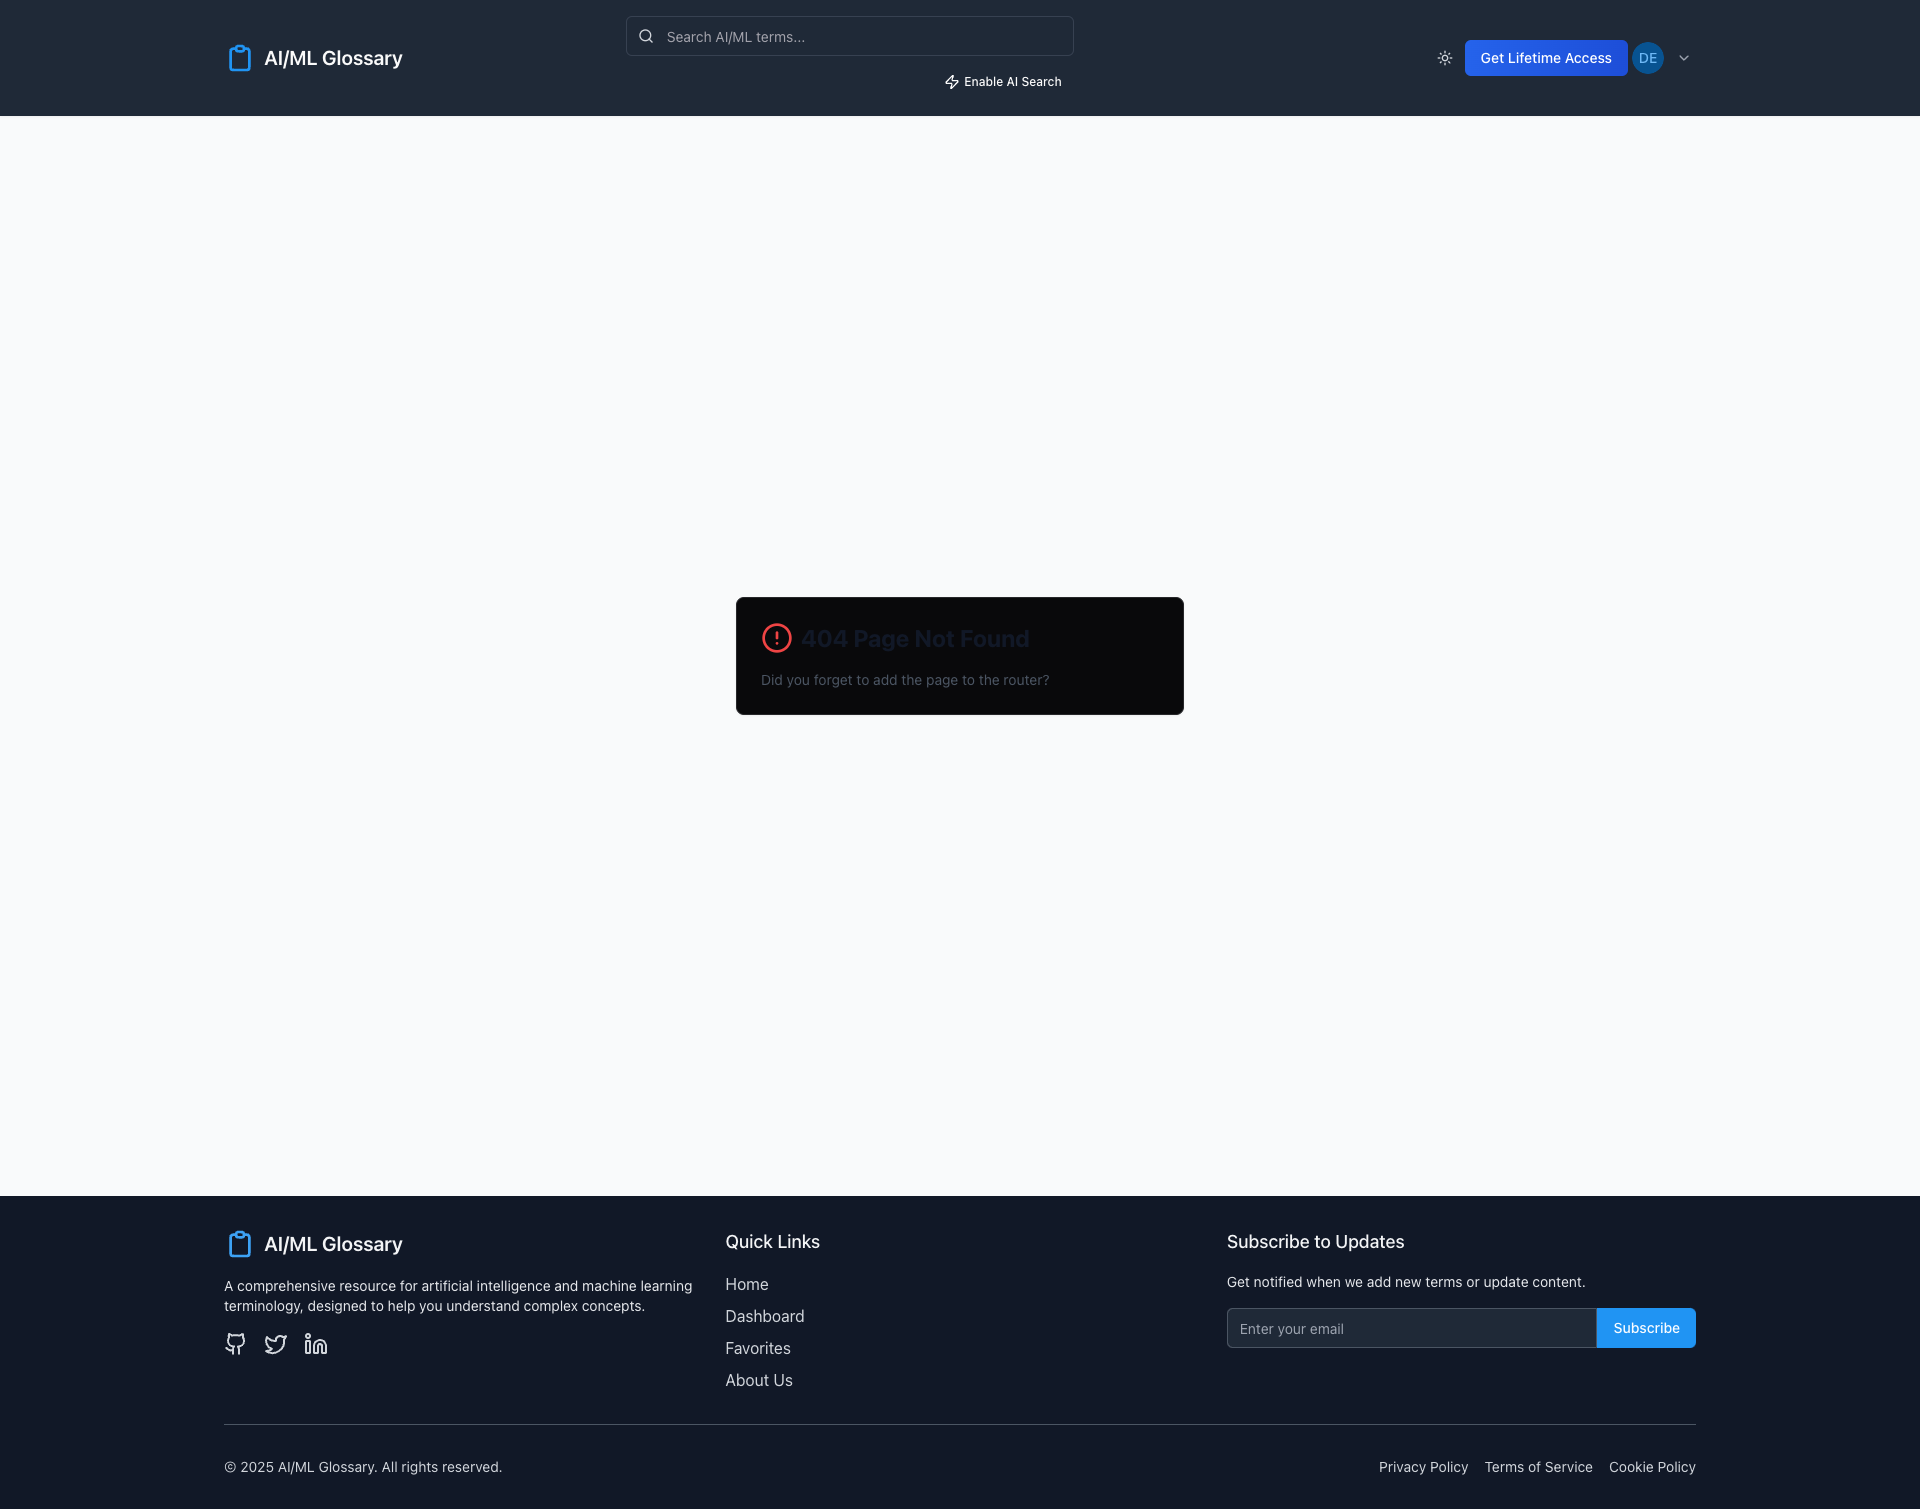 AI/ML Glossary
Search AI/ML terms...
Enable AI Search
Get Lifetime Access
DE
404 Page Not Found
Did you forget to add the page to the router?
AI/ML Glossary
A comprehensive resource for artificial intelligence and machine learning
terminology, designed to help you understand complex concepts.
Quick Links
Home
Dashboard
Favorites
About Us
Subscribe to Updates
Get notified when we add new terms or update content.
Enter your email
Subscribe
© 2025 AI/ML Glossary. All rights reserved.
Privacy Policy
Terms of Service
Cookie Policy